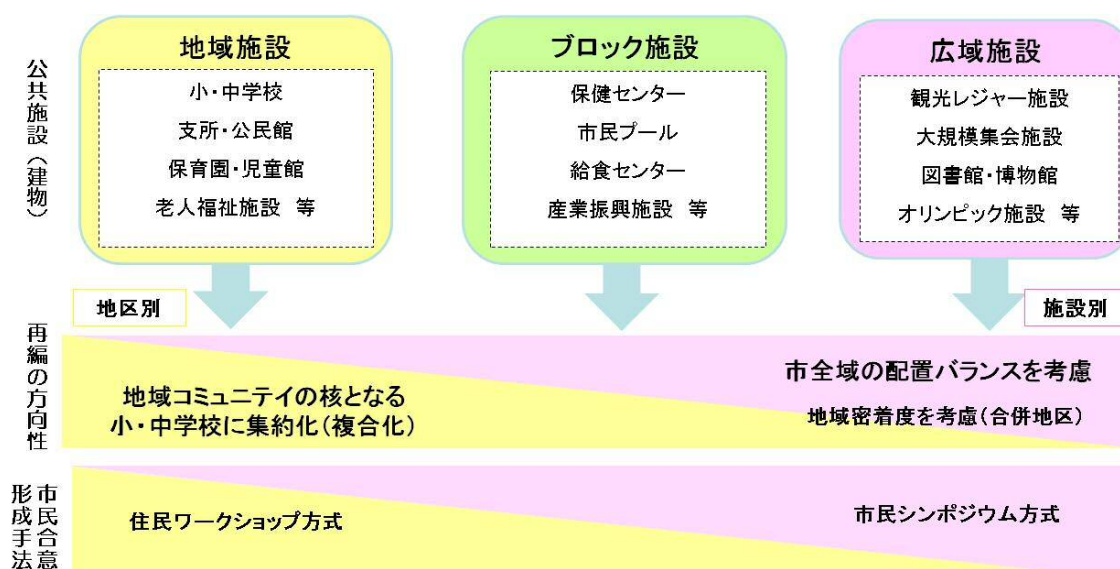 公共施設（建物）
地域施設
小・中学校
支所・公民館
保育園・児童館
老人福祉施設 等
ブロック施設
保健センター
市民プール
給食センター
産業振興施設 等
広域施設
観光レジャー施設
大規模集会施設
図書館・博物館
オリンピック施設 等
地区別
施設別
再編の方向性
地域コミュニテイの核となる
小・中学校に集約化（複合化）
市全域の配置バランスを考慮
地域密着度を考慮（合併地区）
市民合意
形成手法
住民ワークショップ方式
市民シンポジウム方式